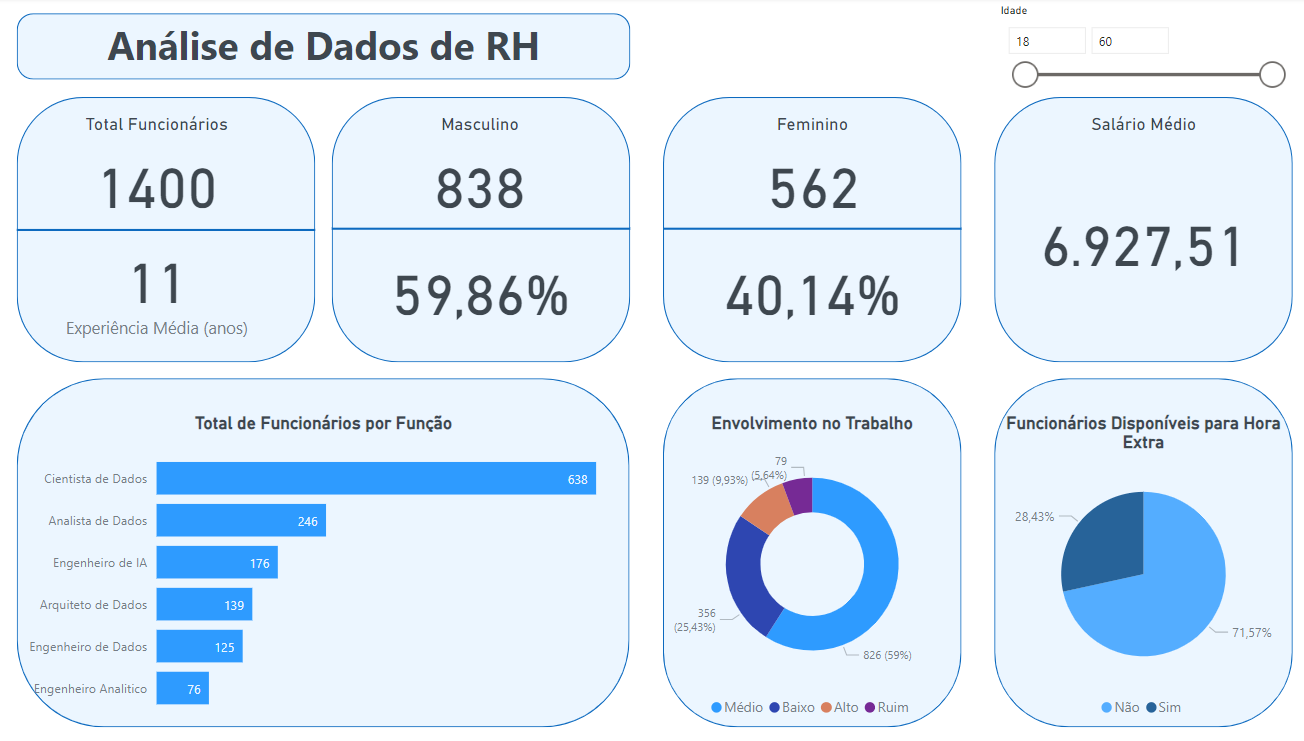 Idade
18
60
Análise de Dados de RH
Total Funcionários
1400
11
Experiência Média (anos)
Masculino
838
59,86%
Feminino
562
40,14%
Salário Médio
6.927,51
Total de Funcionários por Função
Cientista de Dados
638
Analista de Dados
246
Engenheiro de IA
176
Arquiteto de Dados
139
Engenheiro de Dados
125
Engenheiro Analítico
76
Envolvimento no Trabalho
79
(5,64%)
139 (9,93%)
356
(25,43%)
826 (59%)
Médio
Baixo
Alto
Ruim
Funcionários Disponíveis para Hora
Extra
28,43%
71,57%
Não
Sim